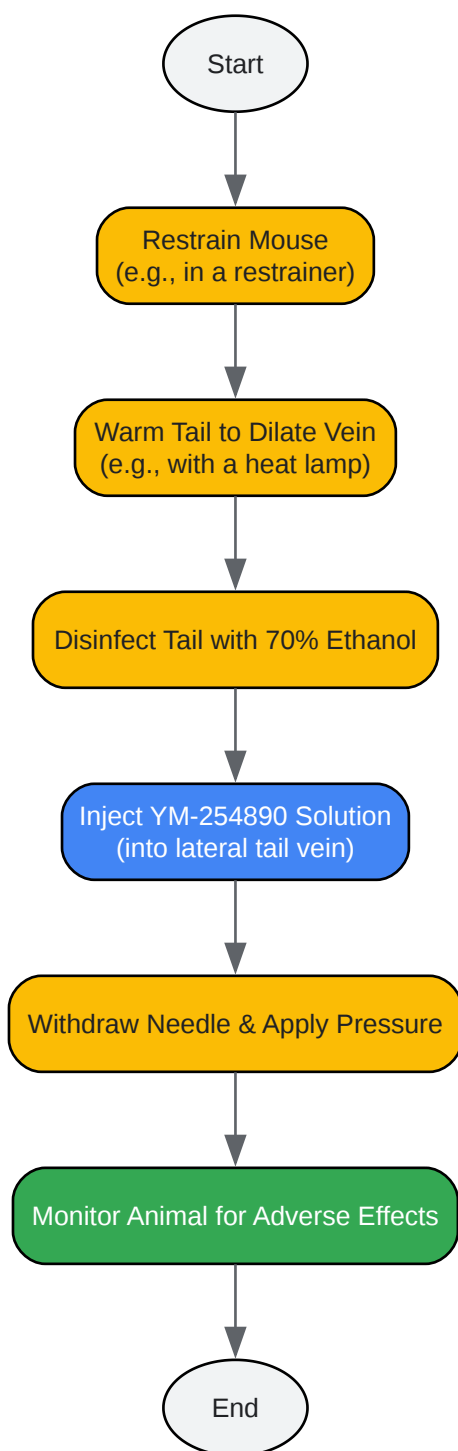 Start
Restrain Mouse
(e.g., in a restrainer)
Warm Tail to Dilate Vein
(e.g., with a heat lamp)
Disinfect Tail with 70% Ethanol
Inject YM-254890 Solution
(into lateral tail vein)
Withdraw Needle & Apply Pressure
Monitor Animal for Adverse Effects
End